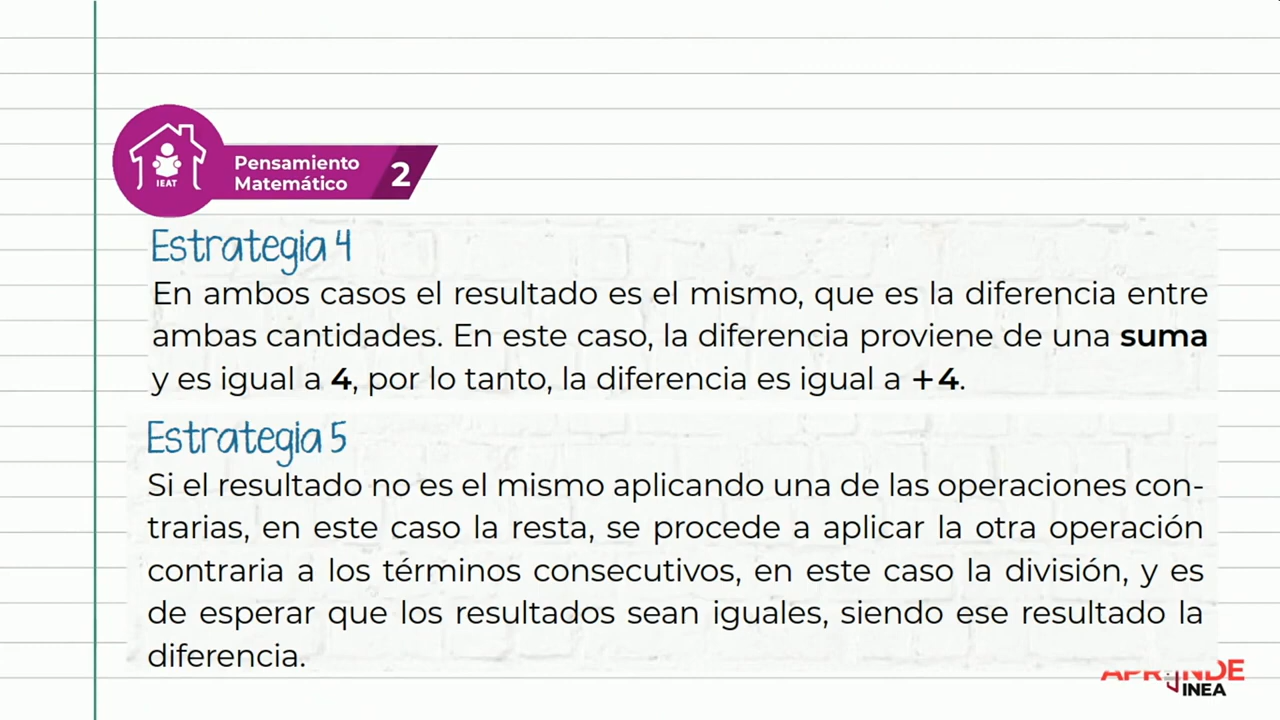 IEAT
Pensamiento
Matemático
2
Estrategia 4
En ambos casos el resultado es el mismo, que es la diferencia entre
ambas cantidades. En este caso, la diferencia proviene de una suma
y es igual a 4, por lo tanto, la diferencia es igual a +4.
Estrategia 5
Si el resultado no es el mismo aplicando una de las operaciones con-
trarias, en este caso la resta, se procede a aplicar la otra operación
contraria a los términos consecutivos, en este caso la división, y es
de esperar que los resultados sean iguales, siendo ese resultado la
diferencia.
INEA